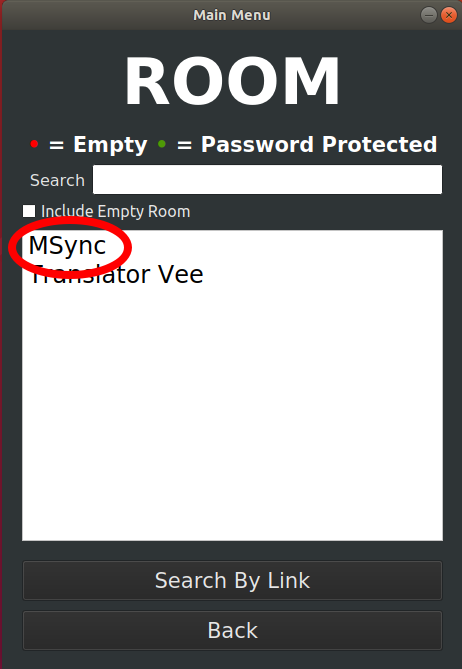 Main Menu
ROOM
• = Empty • = Password Protected
Search
Include Empty Room
MSync
Translator Vee
Search By Link
Back